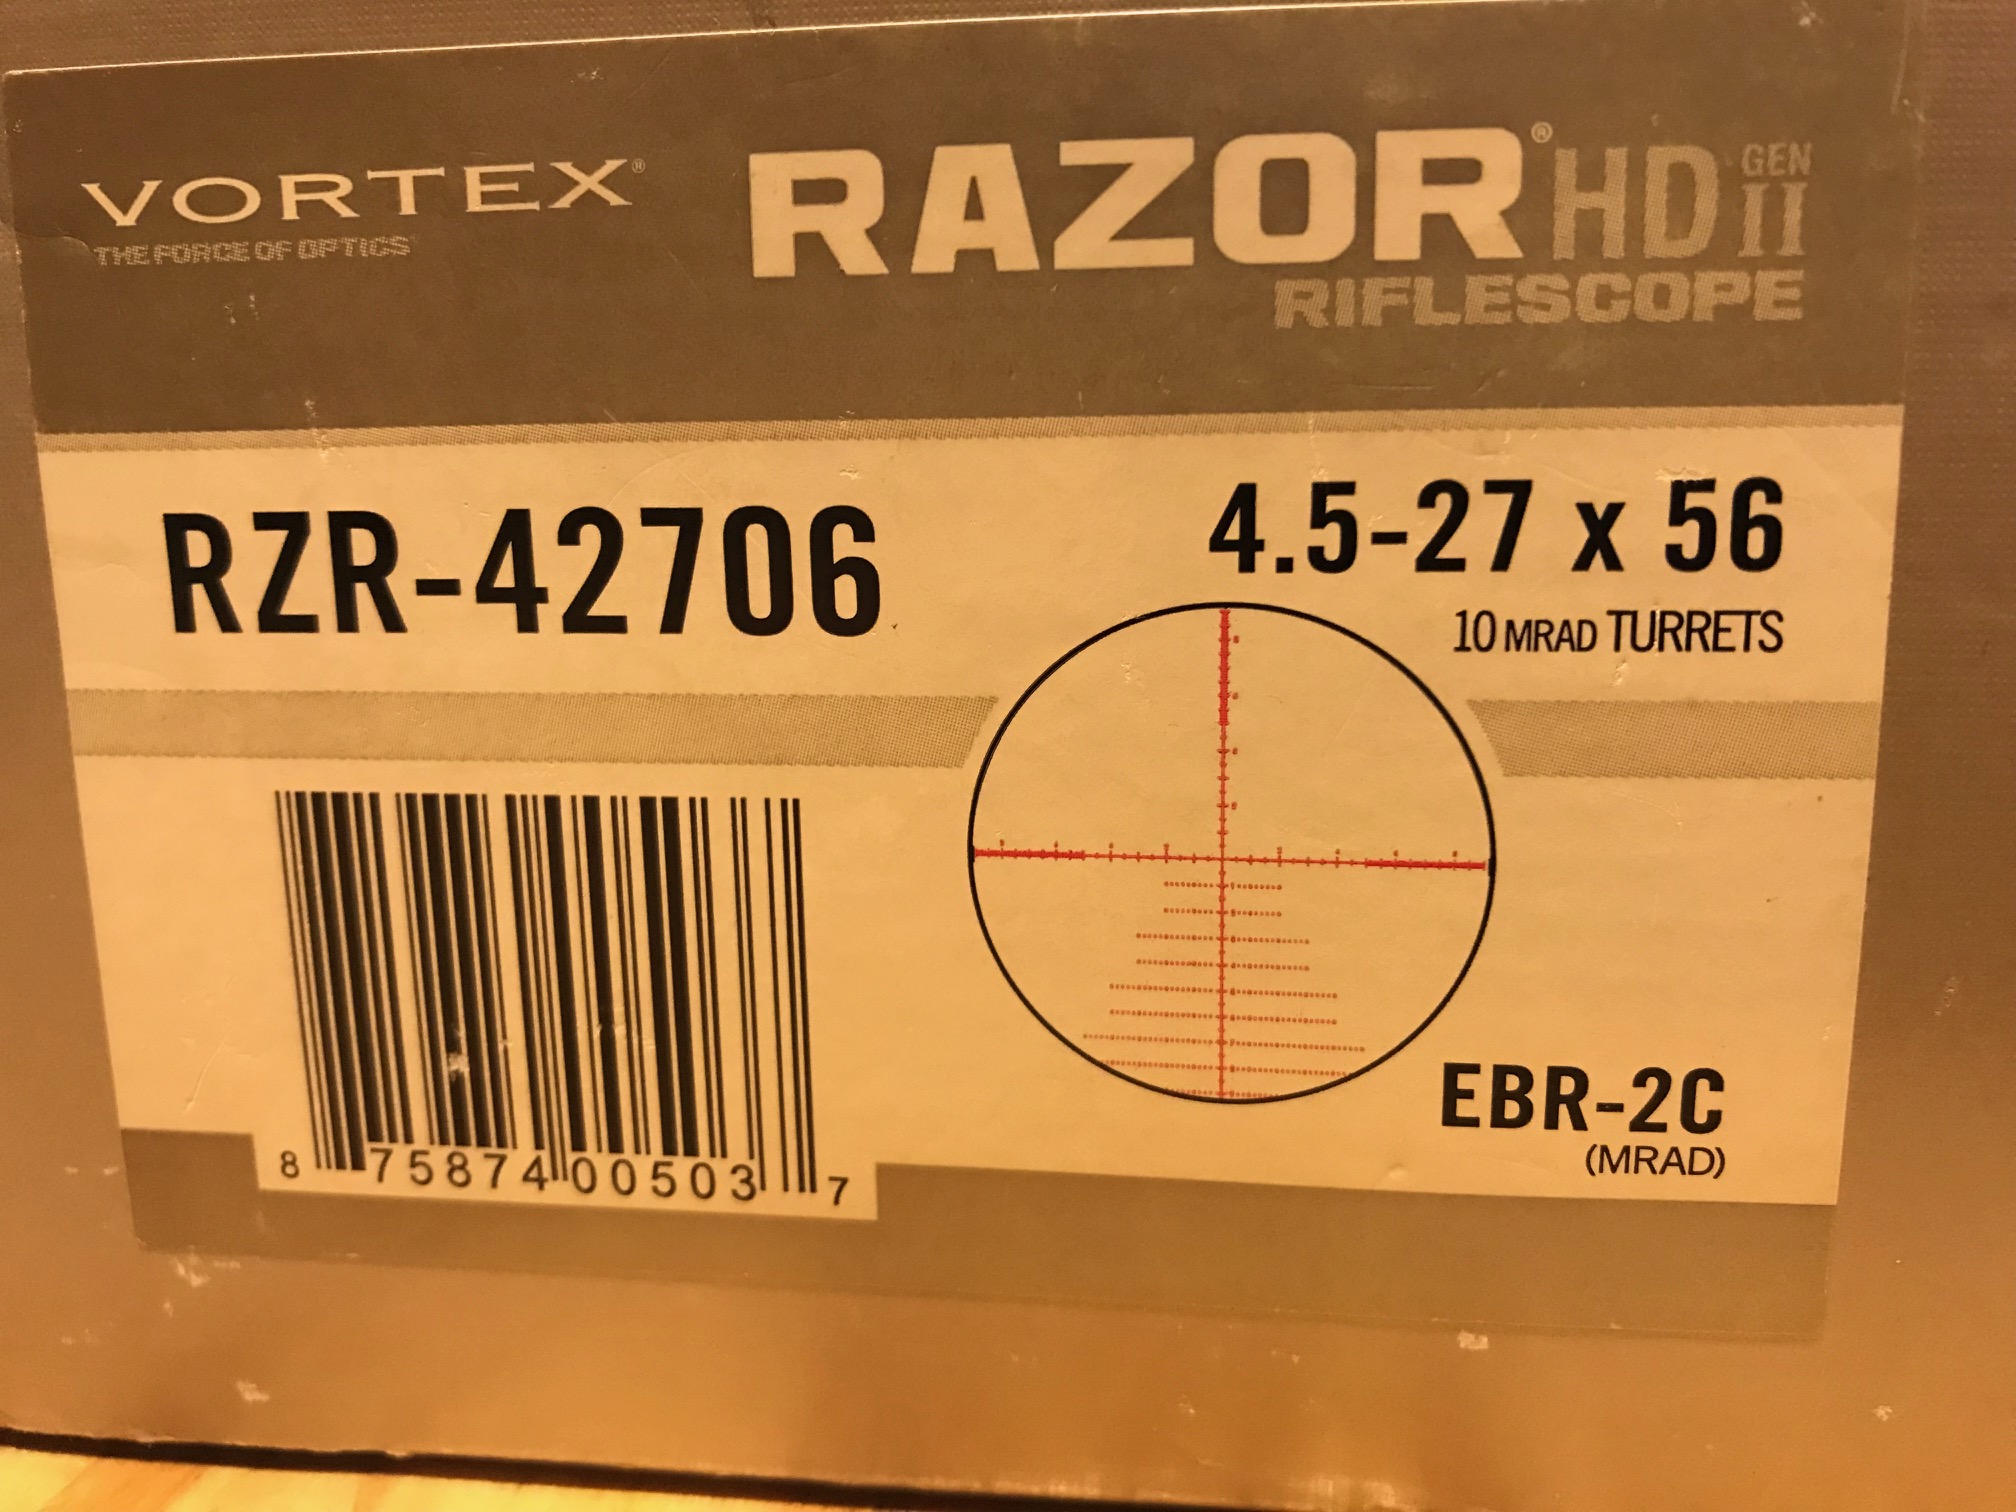 VORTEX®
THE FORCE OF OPTICS
RAZOR® HD GEN II
RIFLESCOPE
RZR-42706
4.5-27 x 56
10 MRAD TURRETS
EBR-2C
(MRAD)
8 75874 00503 7